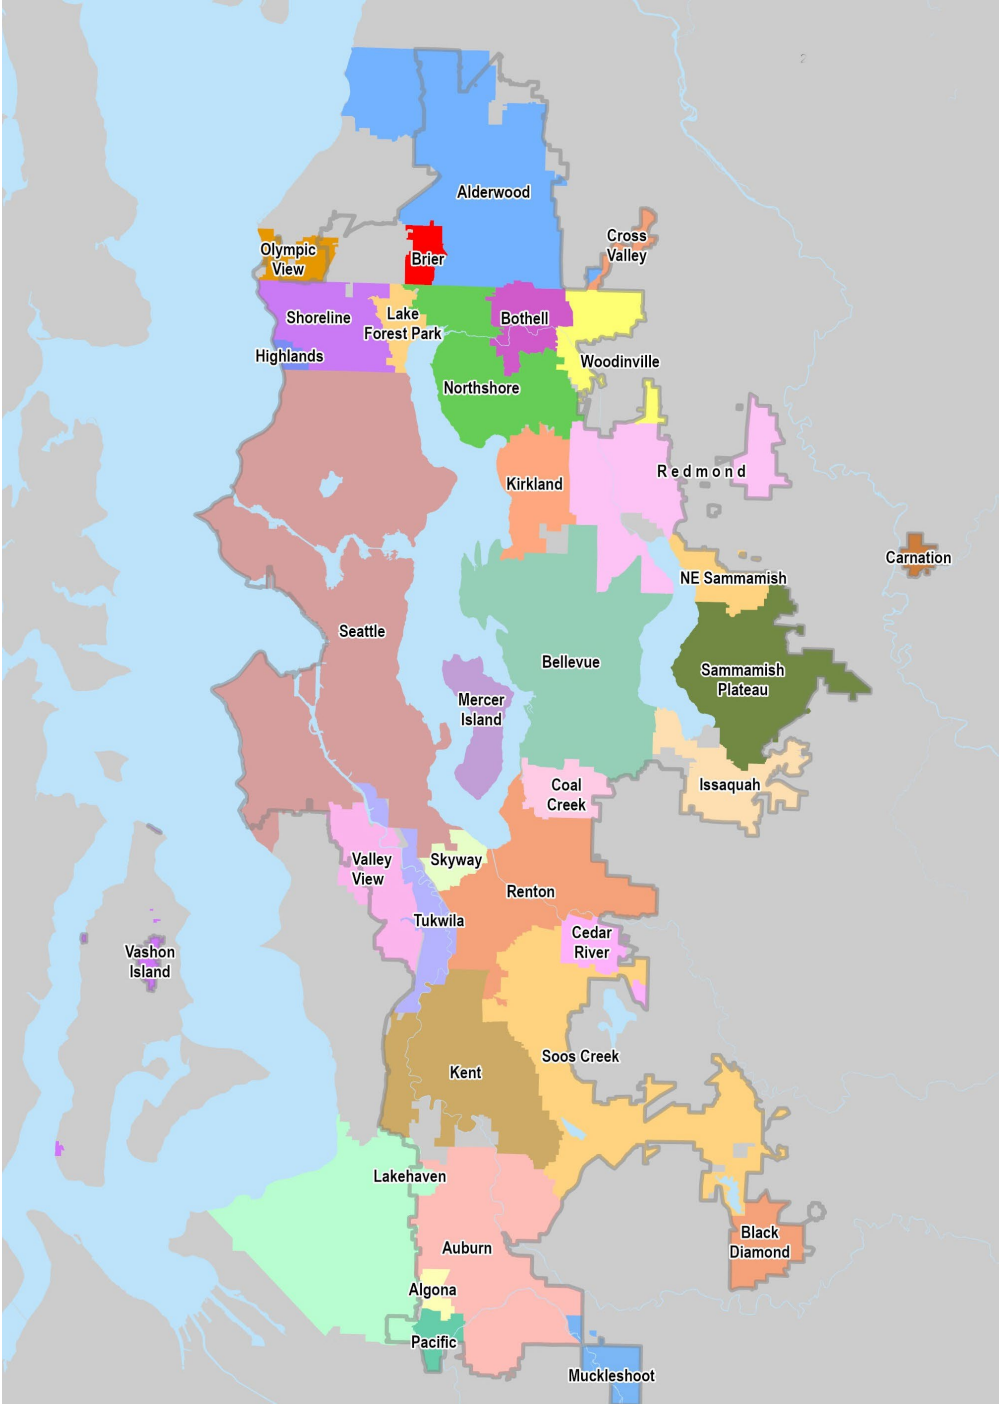 Alderwood
Cross
Valley
Olympic
View
Brier
Shoreline
Lake
Forest Park
Bothell
Highlands
Woodinville
Northshore
Redmond
Kirkland
Carnation
NE Sammamish
Seattle
Bellevue
Sammamish
Plateau
Mercer
Island
Coal
Creek
Issaquah
Valley
View
Skyway
Renton
Tukwila
Cedar
River
Vashon
Island
Soos Creek
Kent
Lakehaven
Black
Diamond
Auburn
Algona
Pacific
Muckleshoot